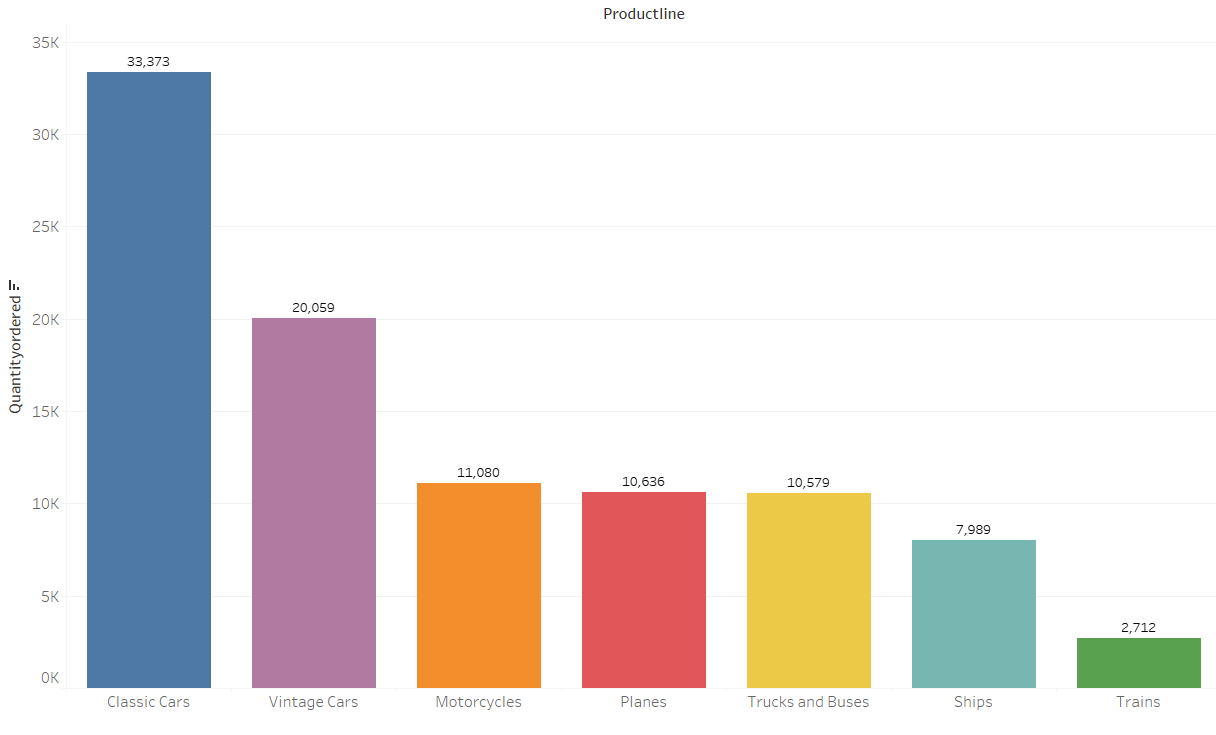 Productline
Quantityordered
35K
30K
25K
20K
15K
10K
5K
0K
33,373
20,059
11,080
10,636
10,579
7,989
2,712
Classic Cars
Vintage Cars
Motorcycles
Planes
Trucks and Buses
Ships
Trains